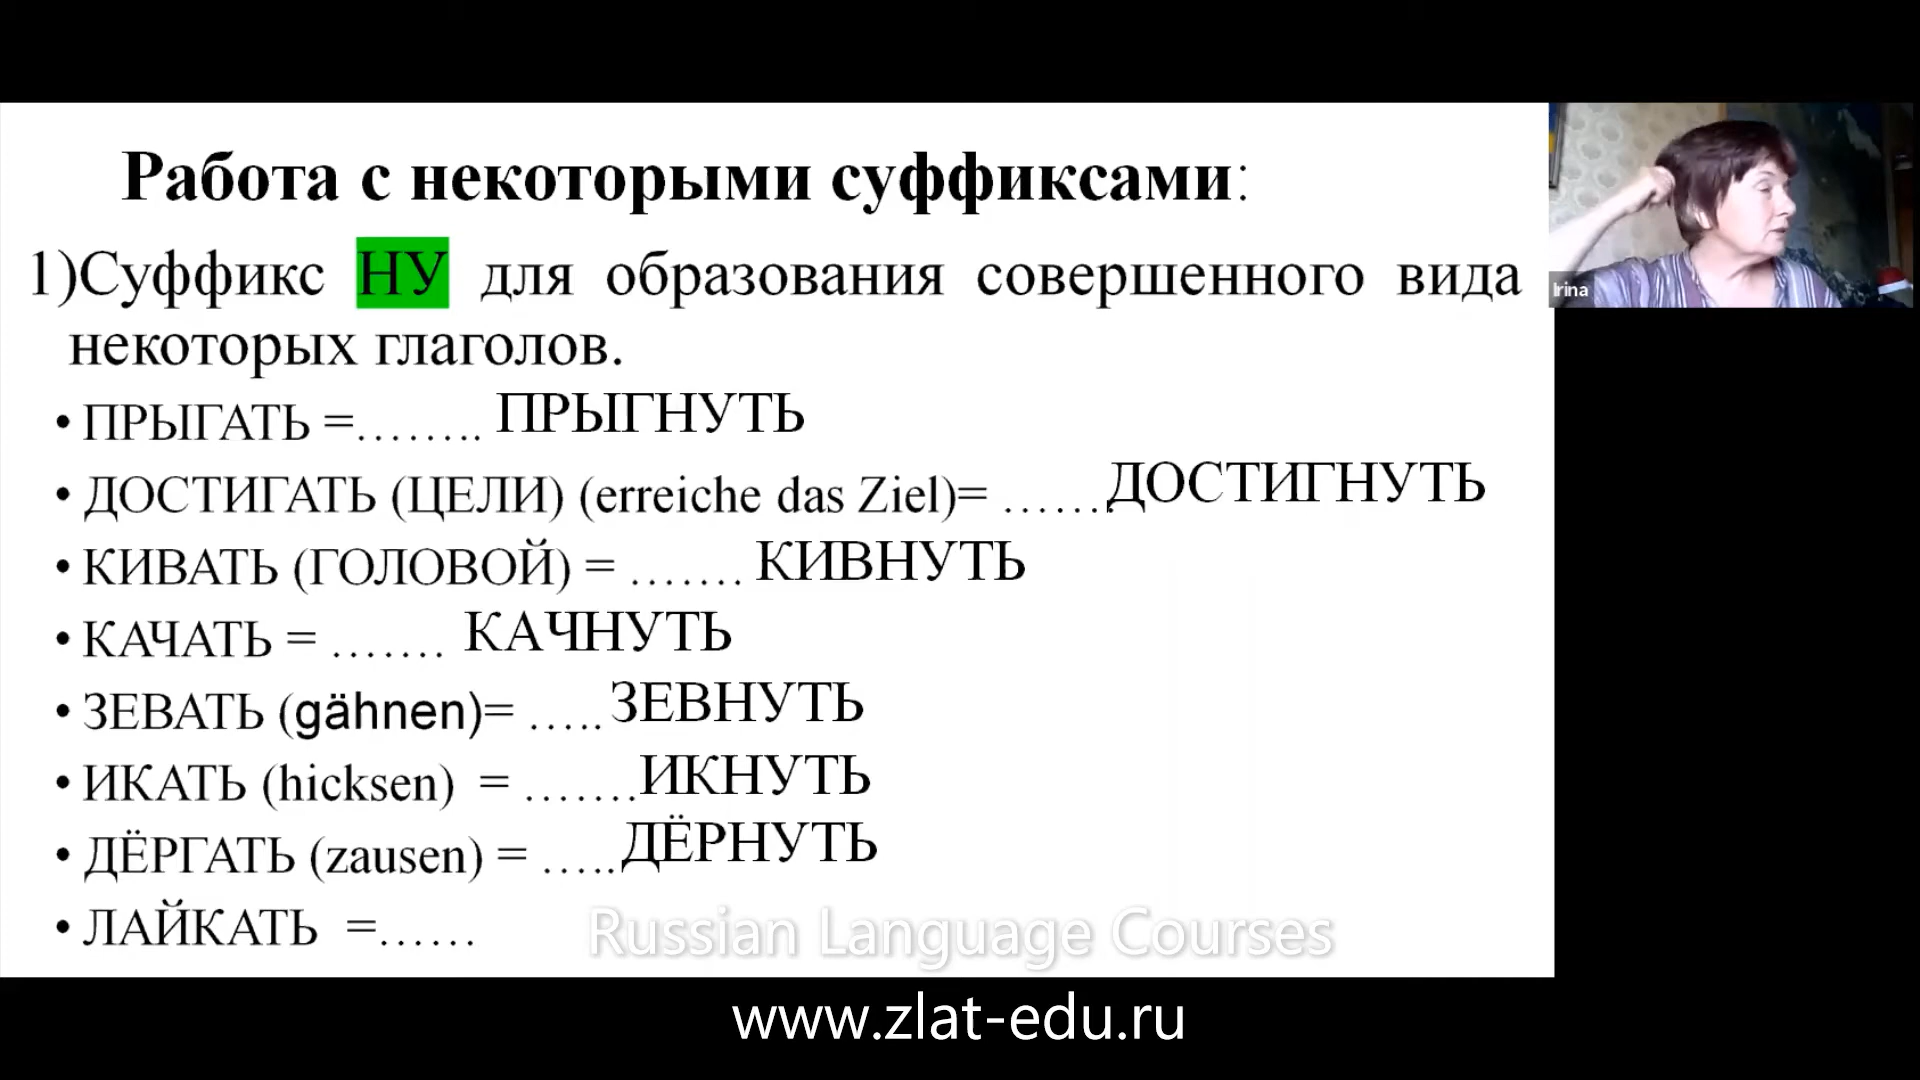 Работа с некоторыми суффиксами:
1)Суффикс НУ для образования совершенного вида
некоторых глаголов.
• ПРЫГАТЬ =…….. ПРЫГНУТЬ
• ДОСТИГАТЬ (ЦЕЛИ) (erreiche das Ziel)= …….ДОСТИГНУТЬ
• КИВАТЬ (ГОЛОВОЙ) = ……. КИВНУТЬ
• КАЧАТЬ = ……. КАЧНУТЬ
• ЗЕВАТЬ (gähnen)= ….. ЗЕВНУТЬ
• ИКАТЬ (hicksen) = …….ИКНУТЬ
• ДЁРГАТЬ (zausen) = …..ДЁРНУТЬ
• ЛАЙКАТЬ =……
Irina
Russian Language Courses
www.zlat-edu.ru